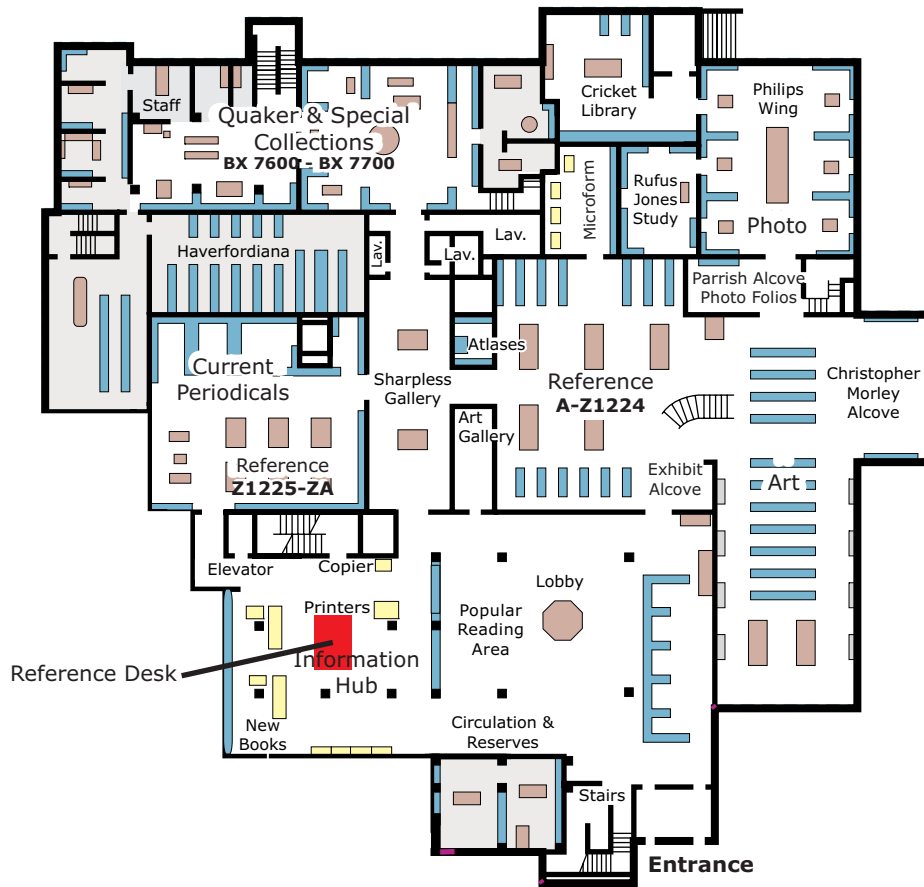 Staff
Quaker & Special
Collections
BX 7600 - BX 7700
Cricket
Library
Philips
Wing
Microform
Rufus
Jones
Study
Photo
Haverfordiana
Lav.
Lav.
Lav.
Parrish Alcove
Photo Folios
Current
Periodicals
Sharpless
Gallery
Atlases
Reference
A-Z1224
Christopher
Morley
Alcove
Art
Gallery
Reference
Z1225-ZA
Exhibit
Alcove
Art
Elevator
Copier
Printers
Lobby
Popular
Reading
Area
Reference Desk
Information
Hub
New
Books
Circulation &
Reserves
Stairs
Entrance